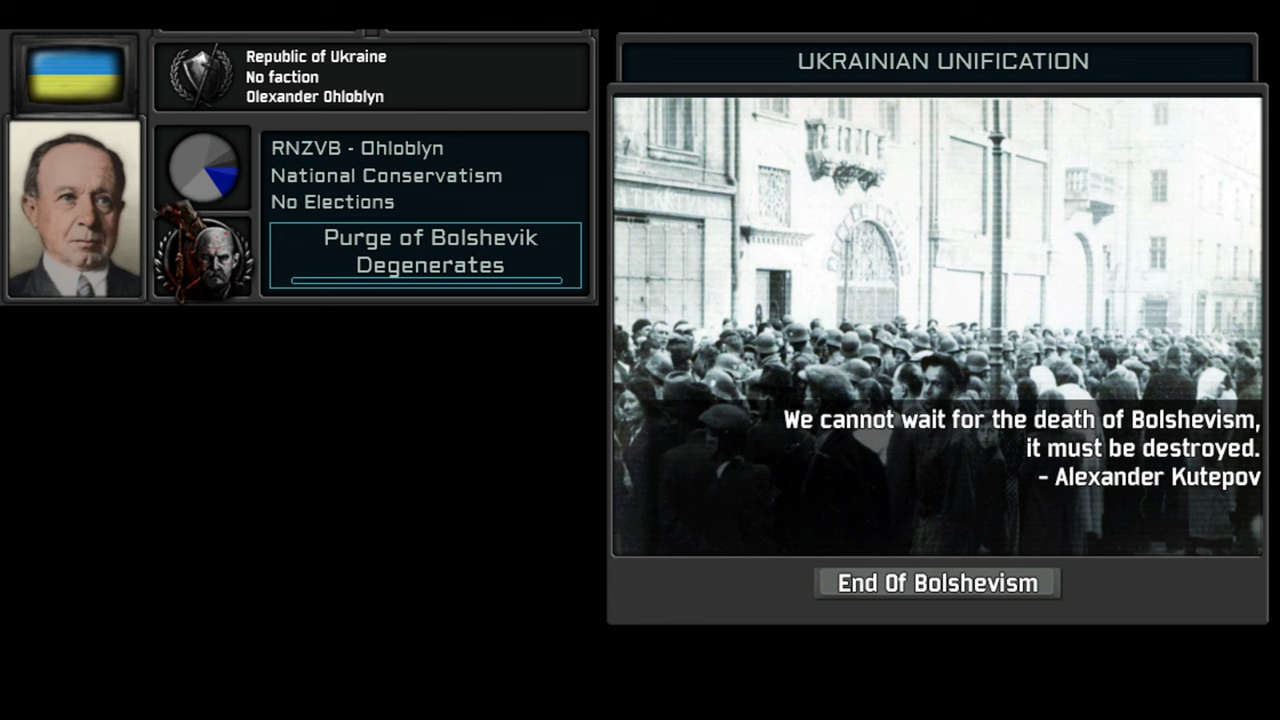 Republic of Ukraine
No faction
Olexander Ohloblyn
RNZVB - Ohloblyn
National Conservatism
No Elections
Purge of Bolshevik
Degenerates
UKRAINIAN UNIFICATION
We cannot wait for the death of Bolshevism,
it must be destroyed.
- Alexander Kutepov
End Of Bolshevism